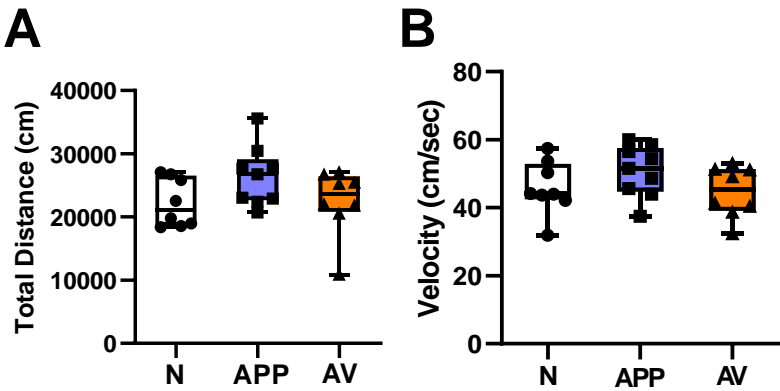 A
Total Distance (cm)
40000
30000
20000
10000
0
N APP AV
B
Velocity (cm/sec)
80
60
40
20
0
N APP AV